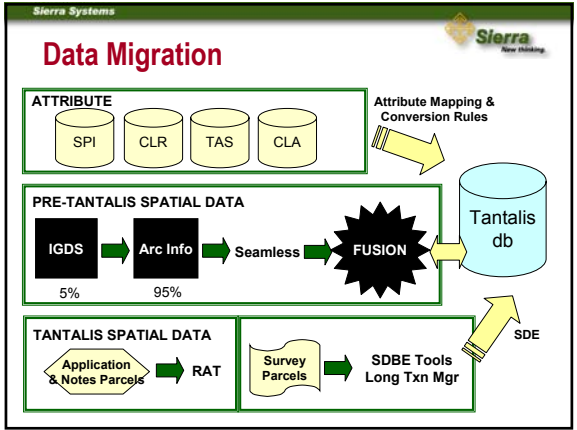 Sierra Systems
Sierra
New thinking.
Data Migration
ATTRIBUTE
SPI
CLR
TAS
CLA
Attribute Mapping &
Conversion Rules
PRE-TANTALIS SPATIAL DATA
IGDS
Arc Info
Seamless
FUSION
5%
95%
Tantalis
db
TANTALIS SPATIAL DATA
Application
& Notes Parcels
RAT
Survey
Parcels
SDBE Tools
Long Txn Mgr
SDE